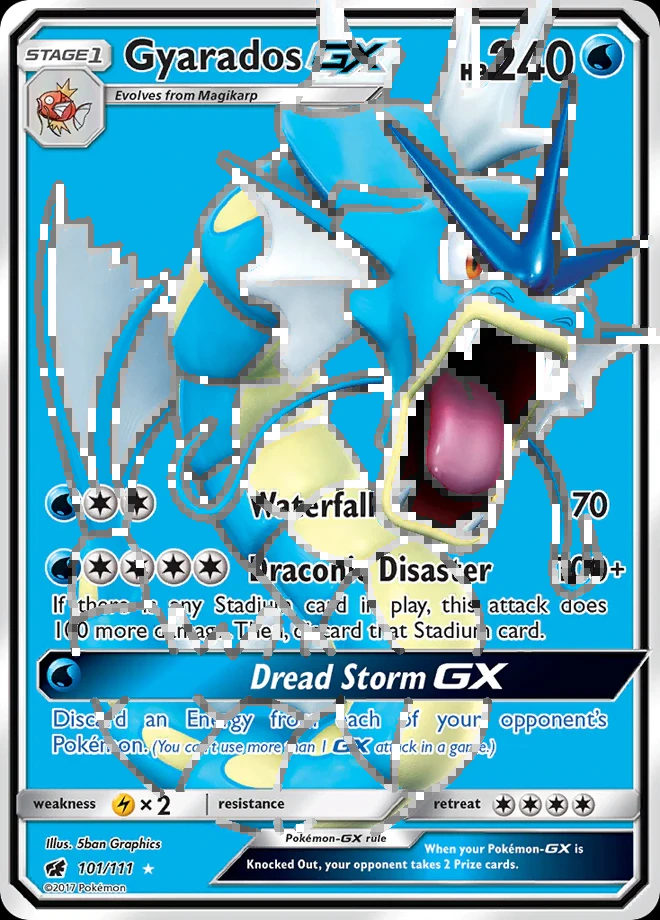 STAGE 1 Gyarados GX HP 240
Evolves from Magikarp
Waterfall 70
Draconic Disaster 100+
If there is any Stadium card in play, this attack does
100 more damage. Then, discard that Stadium card.
Dread Storm GX
Discard an Energy from each of your opponent's
Pokémon. (You can't use more than 1 GX attack in a game.)
weakness ×2 resistance retreat
Illus. 5ban Graphics
Pokémon-GX rule
When your Pokémon-GX is
Knocked Out, your opponent takes 2 Prize cards.
101/111
©2017 Pokémon